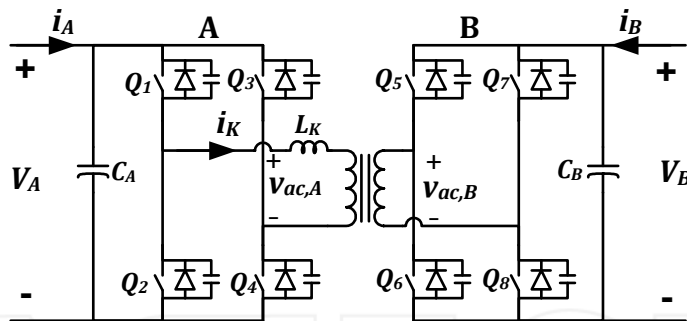 i_A A B i_B
+ Q_1 Q_3 Q_5 Q_7 +
i_K L_K
V_A C_A + v_ac,A - + v_ac,B - C_B V_B
- Q_2 Q_4 Q_6 Q_8 -